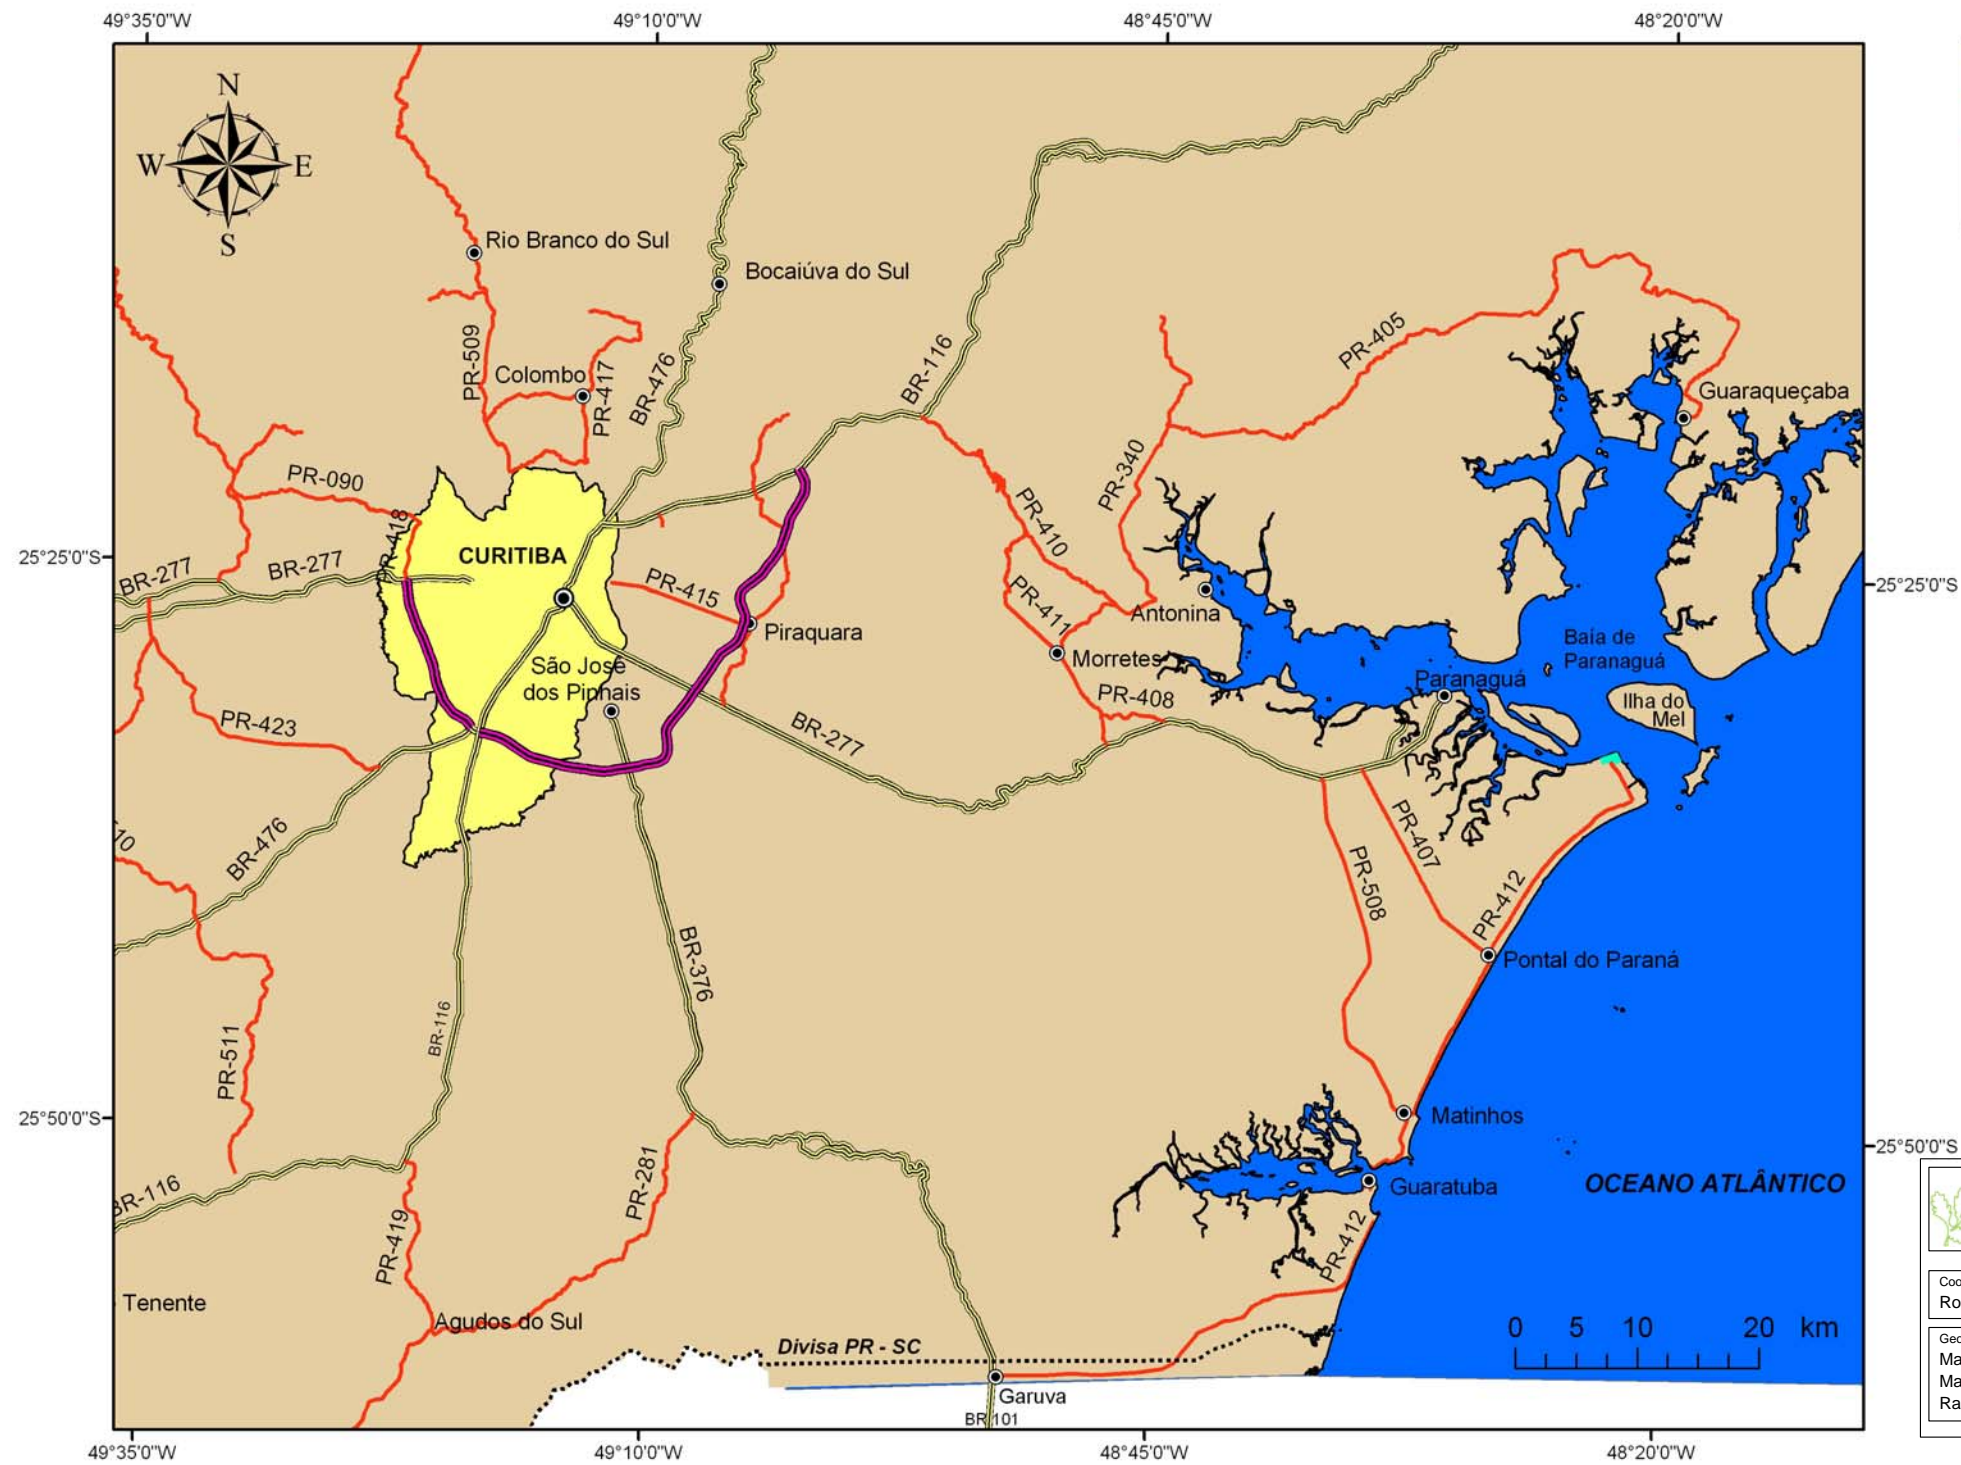 49°35'0"W
49°10'0"W
48°45'0"W
48°20'0"W
N
W
E
S
Rio Branco do Sul
Bocaiúva do Sul
PR-509
Colombo
PR-417
BR-476
BR-116
PR-405
Guaraqueçaba
PR-090
PR-340
PR-410
PR-418
CURITIBA
25°25'0"S
25°25'0"S
BR-277
BR-277
PR-415
PR-411
Antonina
Piraquara
Morretes
Baía de
Paranaguá
São José
dos Pinhais
Paranaguá
PR-408
Ilha do
Mel
PR-423
BR-277
10
BR-476
PR-407
PR-508
PR-412
BR-376
Pontal do Paraná
PR-511
BR-116
25°50'0"S
Matinhos
25°50'0"S
BR-116
PR-281
Guaratuba
OCEANO ATLÂNTICO
PR-419
PR-412
Tenente
Agudos do Sul
Divisa PR - SC
0 5 10 20 km
Garuva
BR 101
Coo
Ro
Geo
Ma
Ma
Ra
49°35'0"W
49°10'0"W
48°45'0"W
48°20'0"W